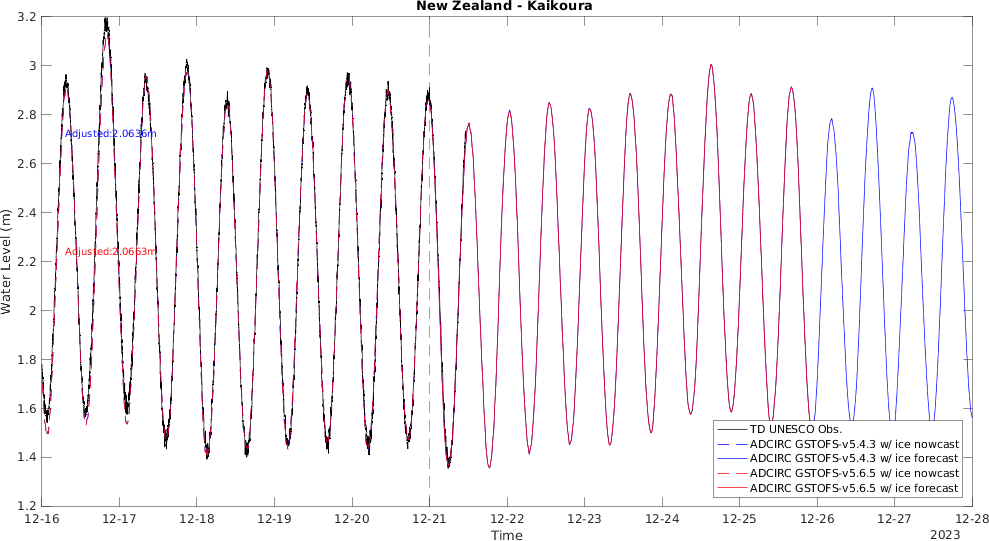 New Zealand - Kaikoura
3.2
3
2.8
2.6
2.4
2.2
2
1.8
1.6
1.4
1.2
Water Level (m)
Adjusted:2.0636m
Adjusted:2.0663m
TD UNESCO Obs.
ADCIRC GSTOFS-v5.4.3 w/ ice nowcast
ADCIRC GSTOFS-v5.4.3 w/ ice forecast
ADCIRC GSTOFS-v5.6.5 w/ ice nowcast
ADCIRC GSTOFS-v5.6.5 w/ ice forecast
12-16 12-17 12-18 12-19 12-20 12-21 12-22 12-23 12-24 12-25 12-26 12-27 12-28
Time
2023